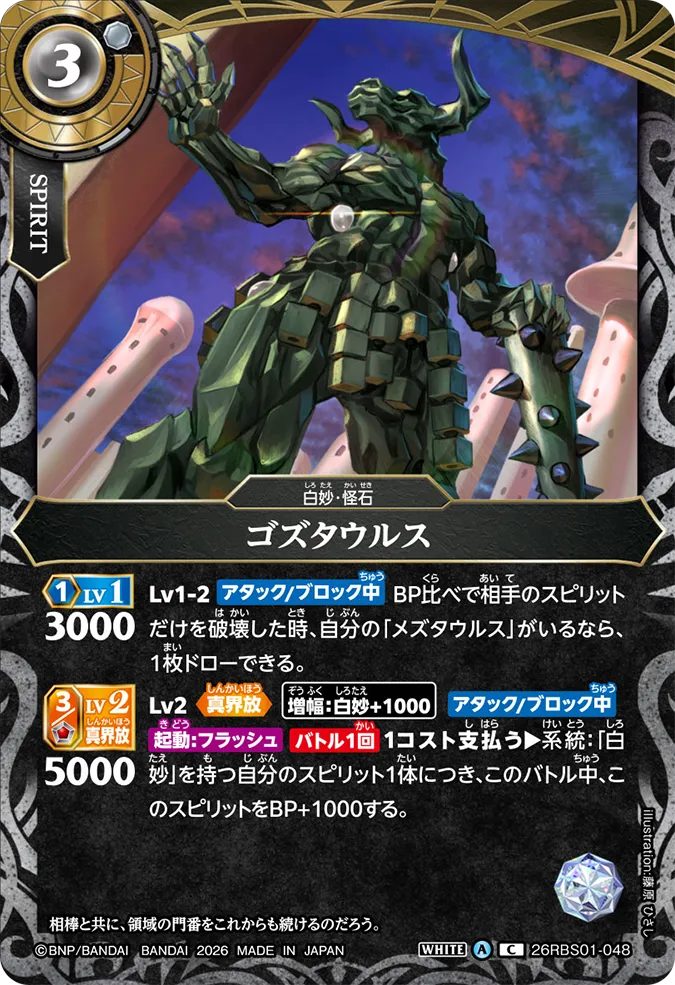 3
SPIRIT
白妙・怪石
ゴズタウルス
1 LV1
3000
Lv1-2 アタック/ブロック中 BP比べで相手のスピリット
だけを破壊した時、自分の「メズタウルス」がいるなら、
1枚ドローできる。
3 LV2
真界放
5000
Lv2 真界放 増幅:白妙+1000 アタック/ブロック中
起動:フラッシュ バトル1回 1コスト支払う▶系統:「白
妙」を持つ自分のスピリット1体につき、このバトル中、こ
のスピリットをBP+1000する。
相棒と共に、領域の門番をこれからも続けるのだろう。
illustration:藤原 ひさし
©BNP/BANDAI BANDAI 2026 MADE IN JAPAN WHITE A C 26RBS01-048